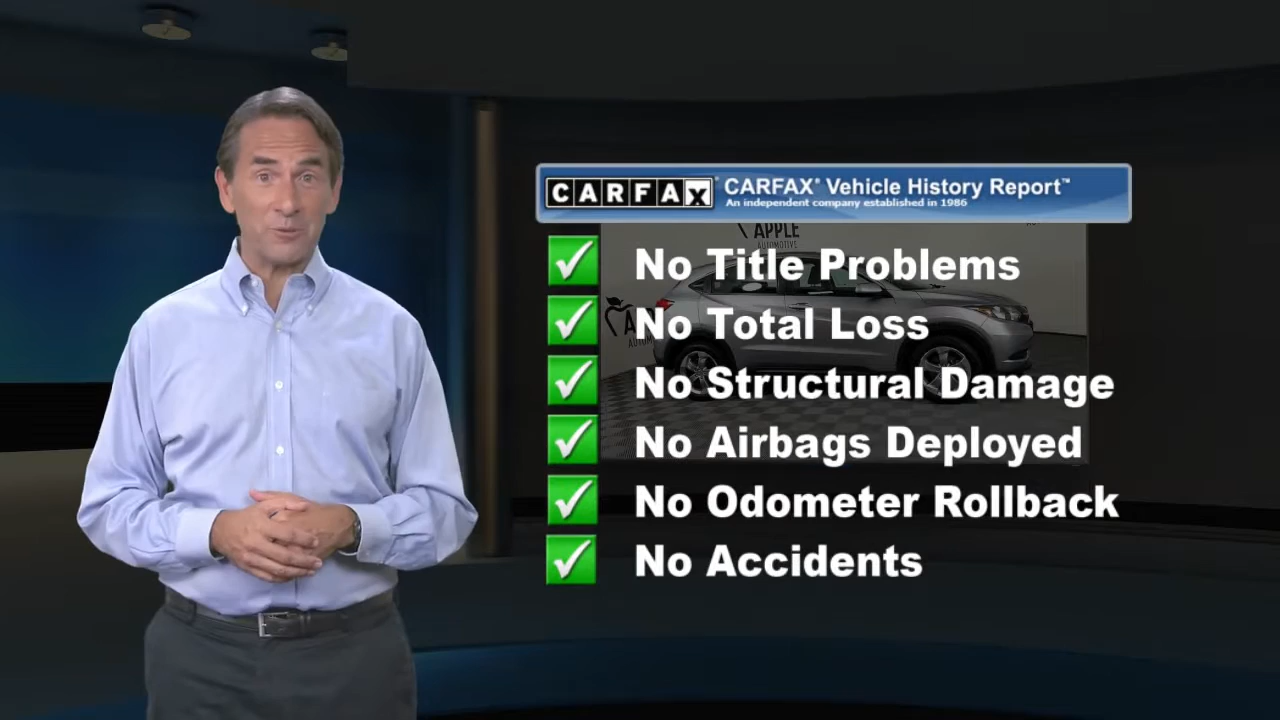 CARFAX
CARFAX® Vehicle History Report™
An independent company established in 1986
APPLE
AUTOMOTIVE
No Title Problems
No Total Loss
No Structural Damage
No Airbags Deployed
No Odometer Rollback
No Accidents